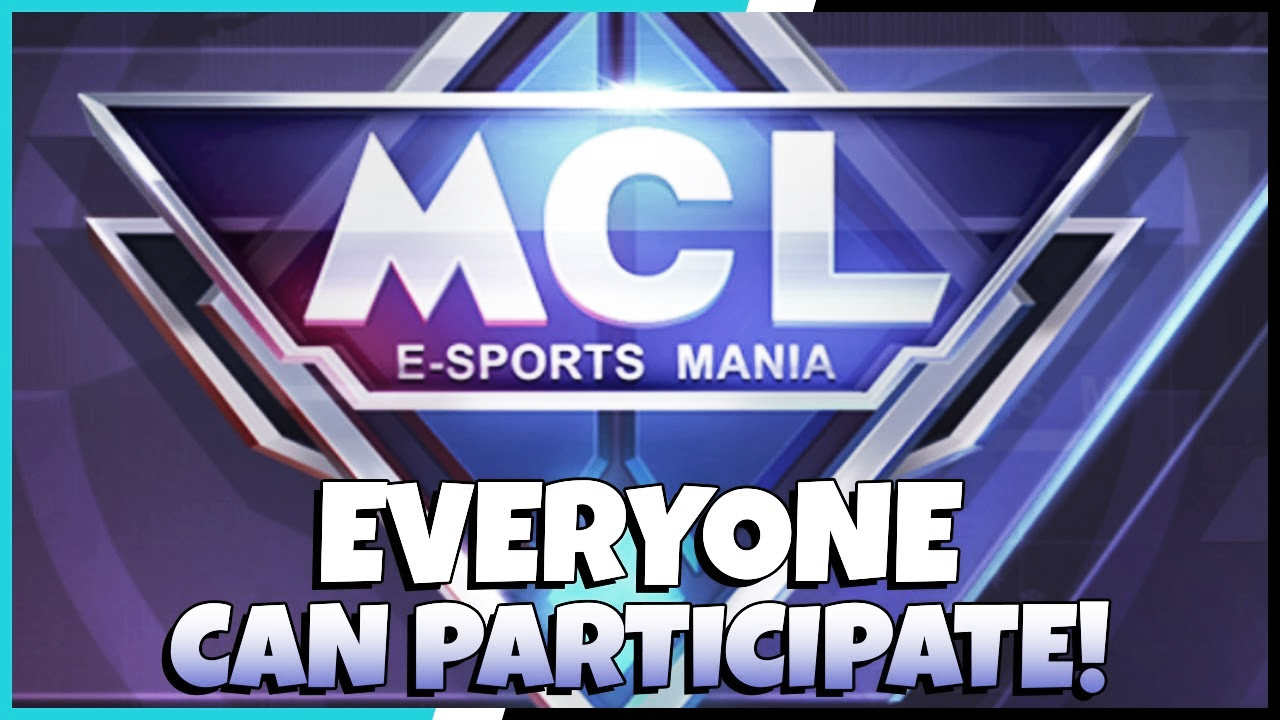 MCL
E-SPORTS MANIA
EVERYONE
CAN PARTICIPATE!